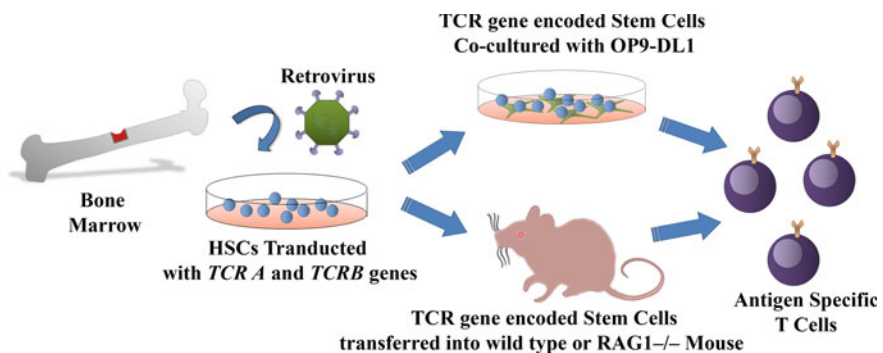 TCR gene encoded Stem Cells
Co-cultured with OP9-DL1
Retrovirus
Bone
Marrow
HSCs Tranducted
with TCR A and TCRB genes
TCR gene encoded Stem Cells
transferred into wild type or RAG1–/– Mouse
Antigen Specific
T Cells